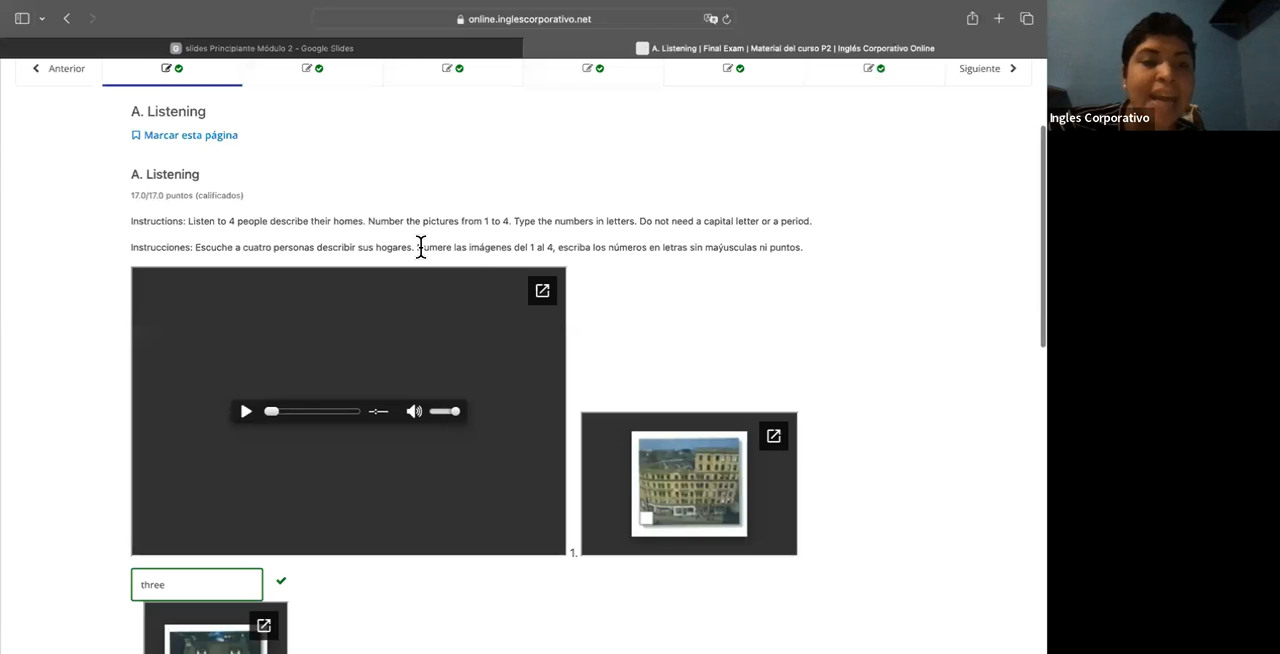 online.inglescorporativo.net
G slides Principiante Módulo 2 - Google Slides
A. Listening | Final Exam | Material del curso P2 | Inglés Corporativo Online
Anterior
Siguiente
Ingles Corporativo
A. Listening
Marcar esta página
A. Listening
17.0/17.0 puntos (calificados)
Instructions: Listen to 4 people describe their homes. Number the pictures from 1 to 4. Type the numbers in letters. Do not need a capital letter or a period.
Instrucciones: Escuche a cuatro personas describir sus hogares. Numere las imágenes del 1 al 4, escriba los números en letras sin maýusculas ni puntos.
-:--
1.
three